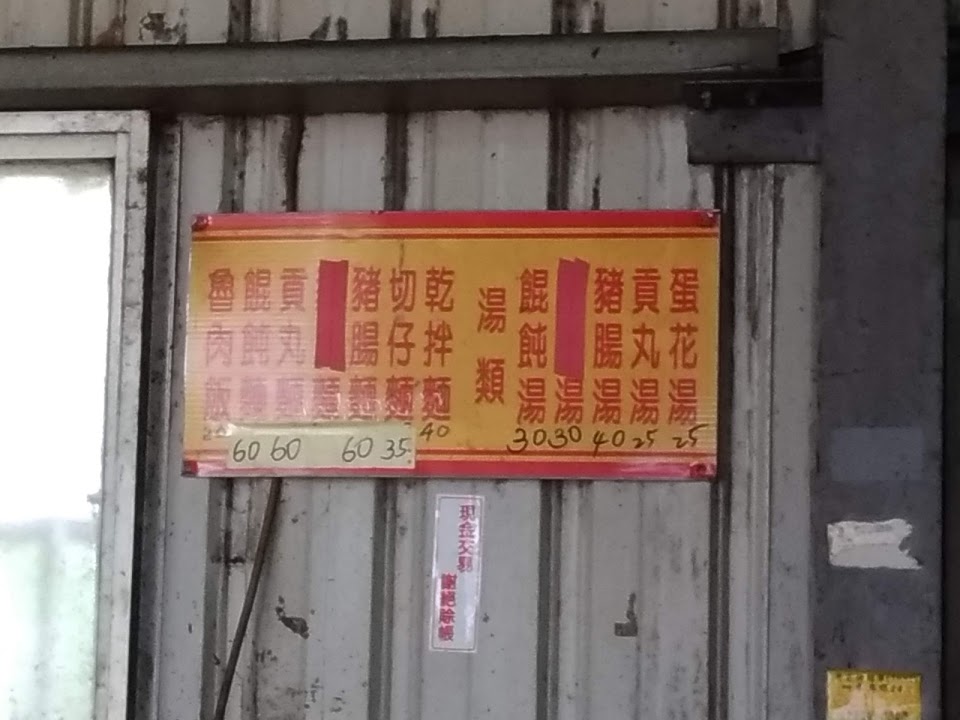 魯肉飯
餛飩麵
貢丸麵
麵
豬腸麵
切仔麵
乾拌麵
湯類
餛飩湯
湯
豬腸湯
貢丸湯
蛋花湯
60 60 60 35 40 30 30 40 25 25
現金交易
謝絕賒帳